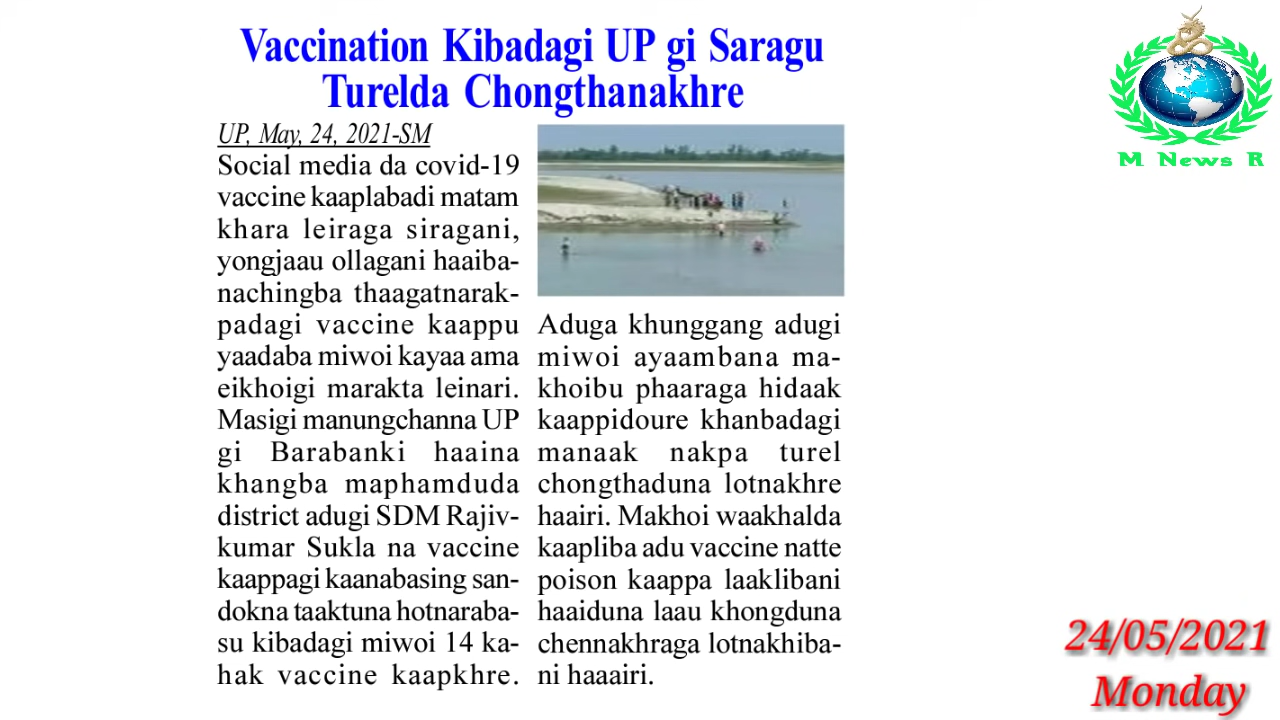 Vaccination Kibadagi UP gi Saragu
Turelda Chongthanakhre
UP, May, 24, 2021-SM
Social media da covid-19
vaccine kaaplabadi matam
khara leiraga siragani,
yongjaau ollagani haaiba-
nachingba thaagatnarak-
padagi vaccine kaappu
yaadaba miwoi kayaa ama
eikhoigi marakta leinari.
Masigi manungchanna UP
gi Barabanki haaina
khangba maphamduda
district adugi SDM Rajiv-
kumar Sukla na vaccine
kaappagi kaanabasing san-
dokna taaktuna hotnaraba-
su kibadagi miwoi 14 ka-
hak vaccine kaapkhre.
Aduga khunggang adugi
miwoi ayaambana ma-
khoibu phaaraga hidaak
kaappidoure khanbadagi
manaak nakpa turel
chongthaduna lotnakhre
haairi. Makhoi waakhalda
kaapliba adu vaccine natte
poison kaappa laaklibani
haaiduna laau khongduna
chennakhraga lotnakhiba-
ni haaairi.
M News R
24/05/2021
Monday